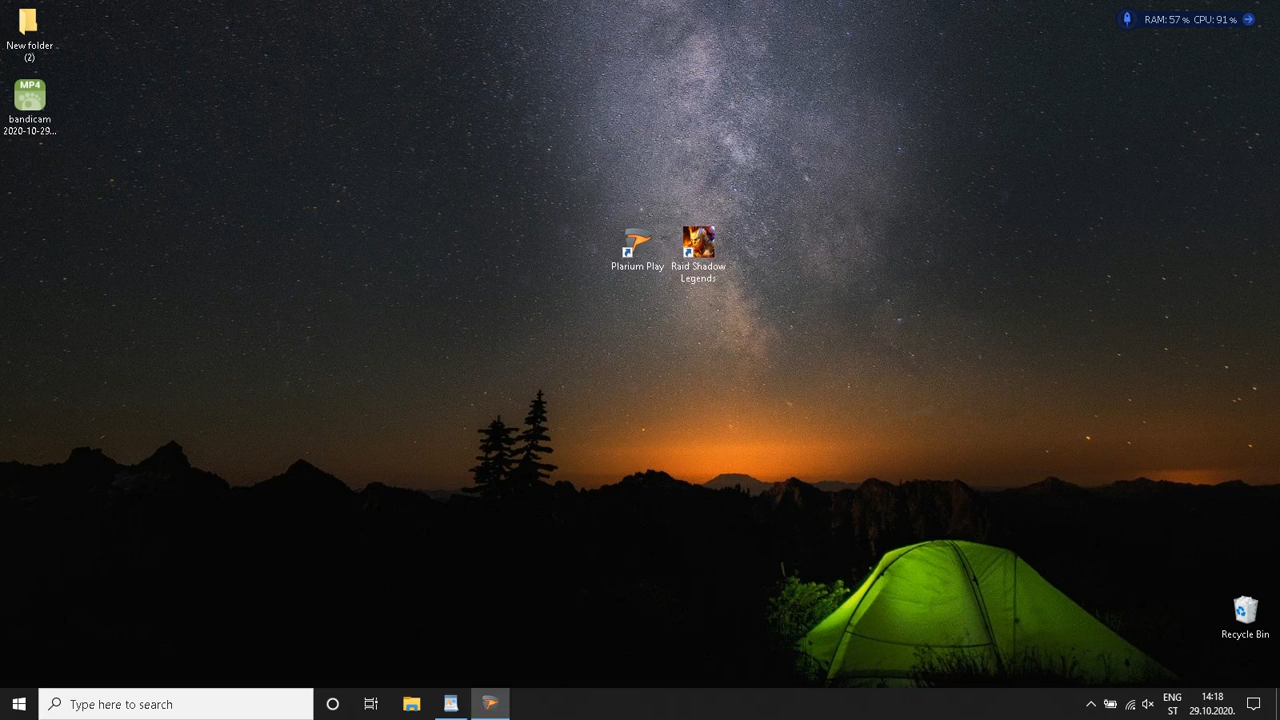 New folder
(2)
MP4
bandicam
2020-10-29...
RAM: 57 % CPU: 91 %
Plarium Play
Raid Shadow
Legends
Recycle Bin
Type here to search
ENG
ST
14:18
29.10.2020.